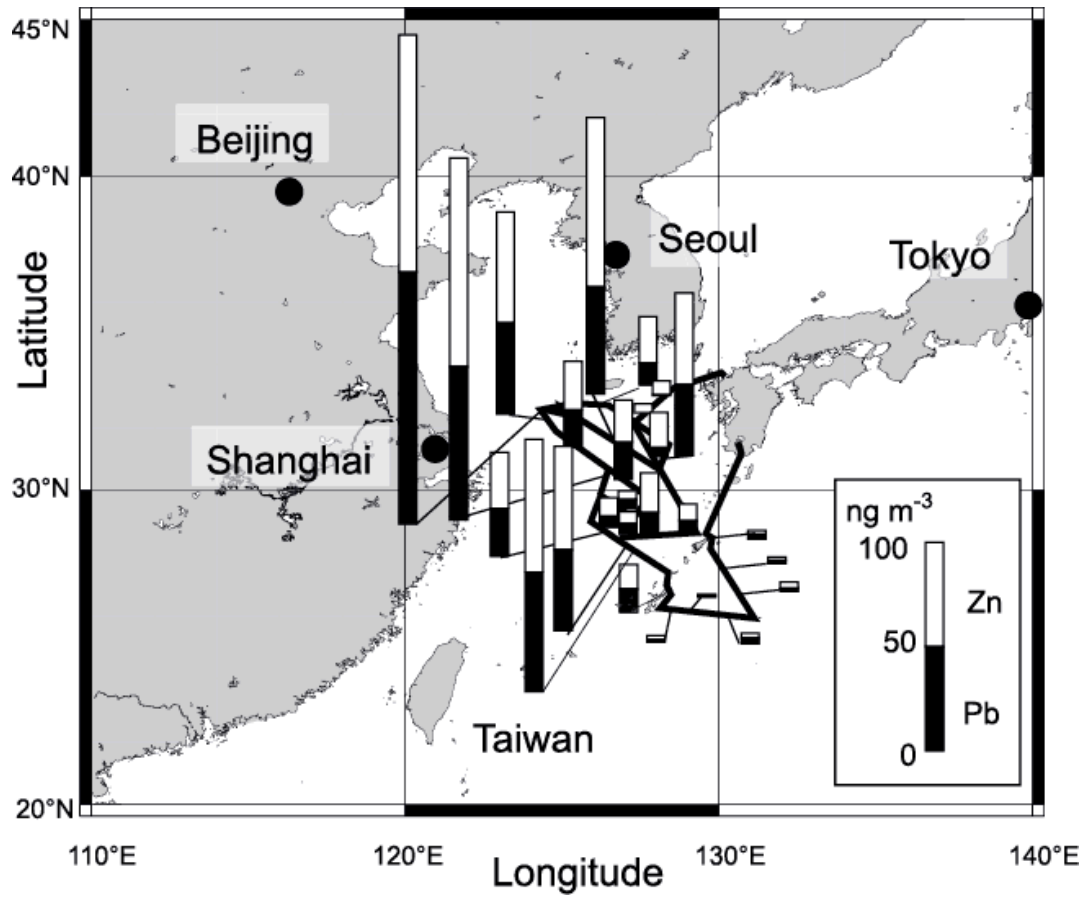 45°N
Beijing
40°N
Seoul
Tokyo
Latitude
Shanghai
30°N
ng m-3
100
Zn
50
Pb
0
Taiwan
20°N
110°E
120°E
130°E
140°E
Longitude